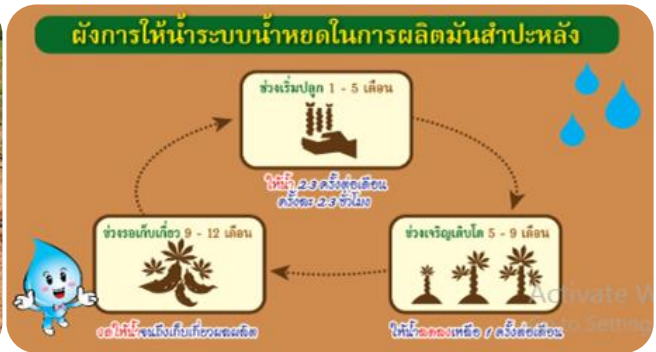 ผังการให้น้ำระบบน้ำหยดในการผลิตมันสำปะหลัง
ช่วงเริ่มปลูก 1 - 5 เดือน
ให้น้ำ 2-3 ครั้งต่อเดือน
ครั้งละ 2-3 ชั่วโมง
ช่วงเจริญเติบโต 5 - 9 เดือน
ให้น้ำลดลงเหลือ 1 ครั้งต่อเดือน
ช่วงรอเก็บเกี่ยว 9 - 12 เดือน
งดให้น้ำจนถึงเก็บเกี่ยวผลผลิต
Activate W
Settin